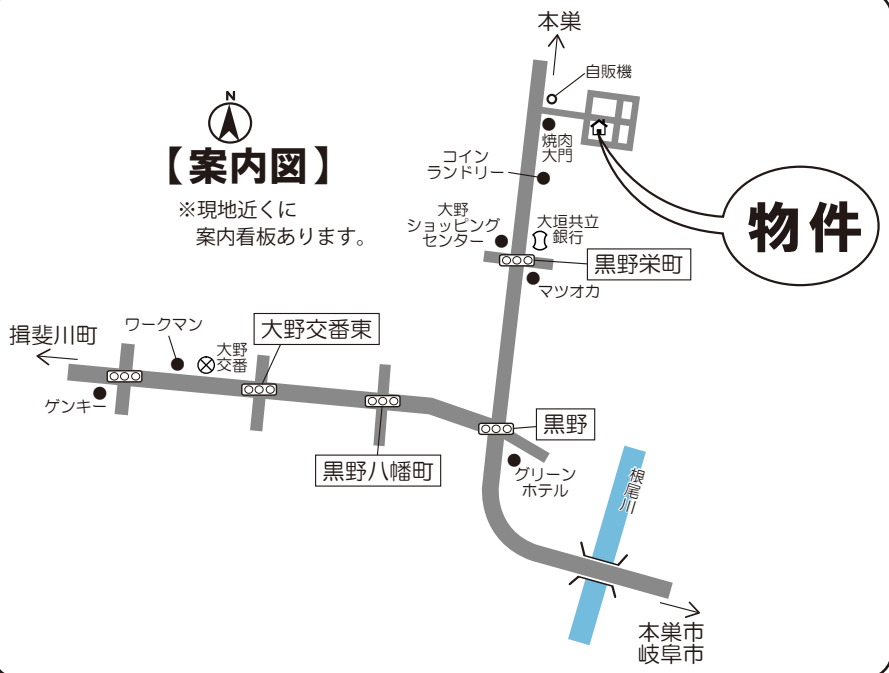 本巣
自販機
N
【案内図】
※現地近くに
案内看板あります。
焼肉
大門
コイン
ランドリー
大野
ショッピング
センター
大垣共立
銀行
物件
黒野栄町
マツオカ
揖斐川町
ワークマン
大野
交番
大野交番東
ゲンキー
黒野八幡町
黒野
グリーン
ホテル
根尾川
本巣市
岐阜市